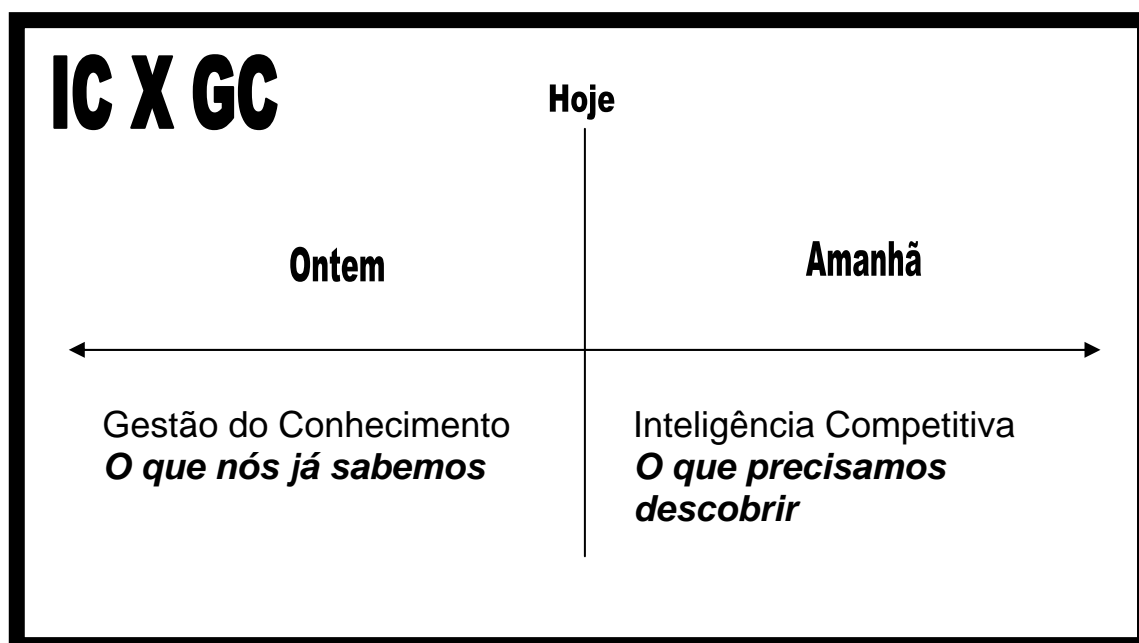 IC X GC
Hoje
Ontem
Amanhã
Gestão do Conhecimento
O que nós já sabemos
Inteligência Competitiva
O que precisamos
descobrir